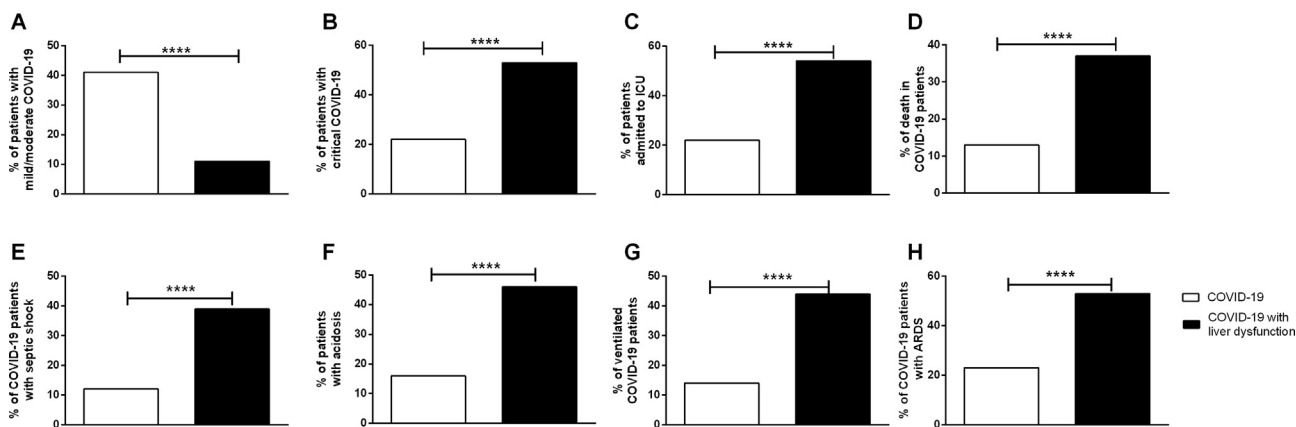 A
% of patients with
mild/moderate COVID-19
50
40
30
20
10
0
****
B
% of patients with
critical COVID-19
60
40
20
0
****
C
% of patients
admitted to ICU
60
40
20
0
****
D
% of death in
COVID-19 patients
40
30
20
10
0
****
E
% of COVID-19 patients
with septic shock
50
40
30
20
10
0
****
F
% of patients
with acidosis
50
40
30
20
10
0
****
G
% of ventilated
COVID-19 patients
50
40
30
20
10
0
****
H
% of COVID-19 patients
with ARDS
60
40
20
0
****
COVID-19
COVID-19 with
liver dysfunction